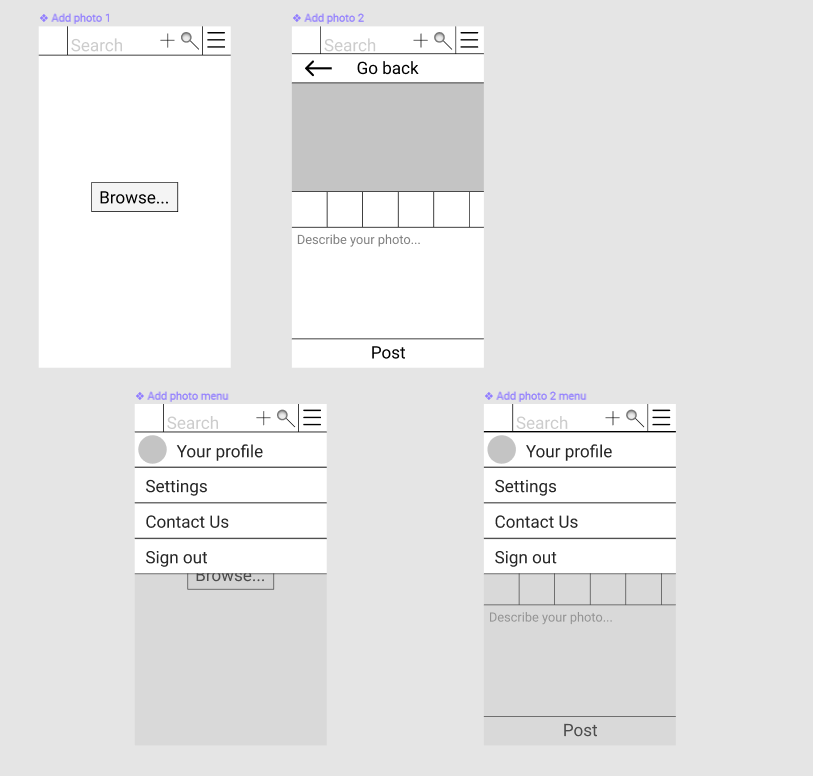 Add photo 1
Search
Browse...
Add photo 2
Search
Go back
Describe your photo...
Post
Add photo menu
Search
Your profile
Settings
Contact Us
Sign out
Browse...
Add photo 2 menu
Search
Your profile
Settings
Contact Us
Sign out
Describe your photo...
Post